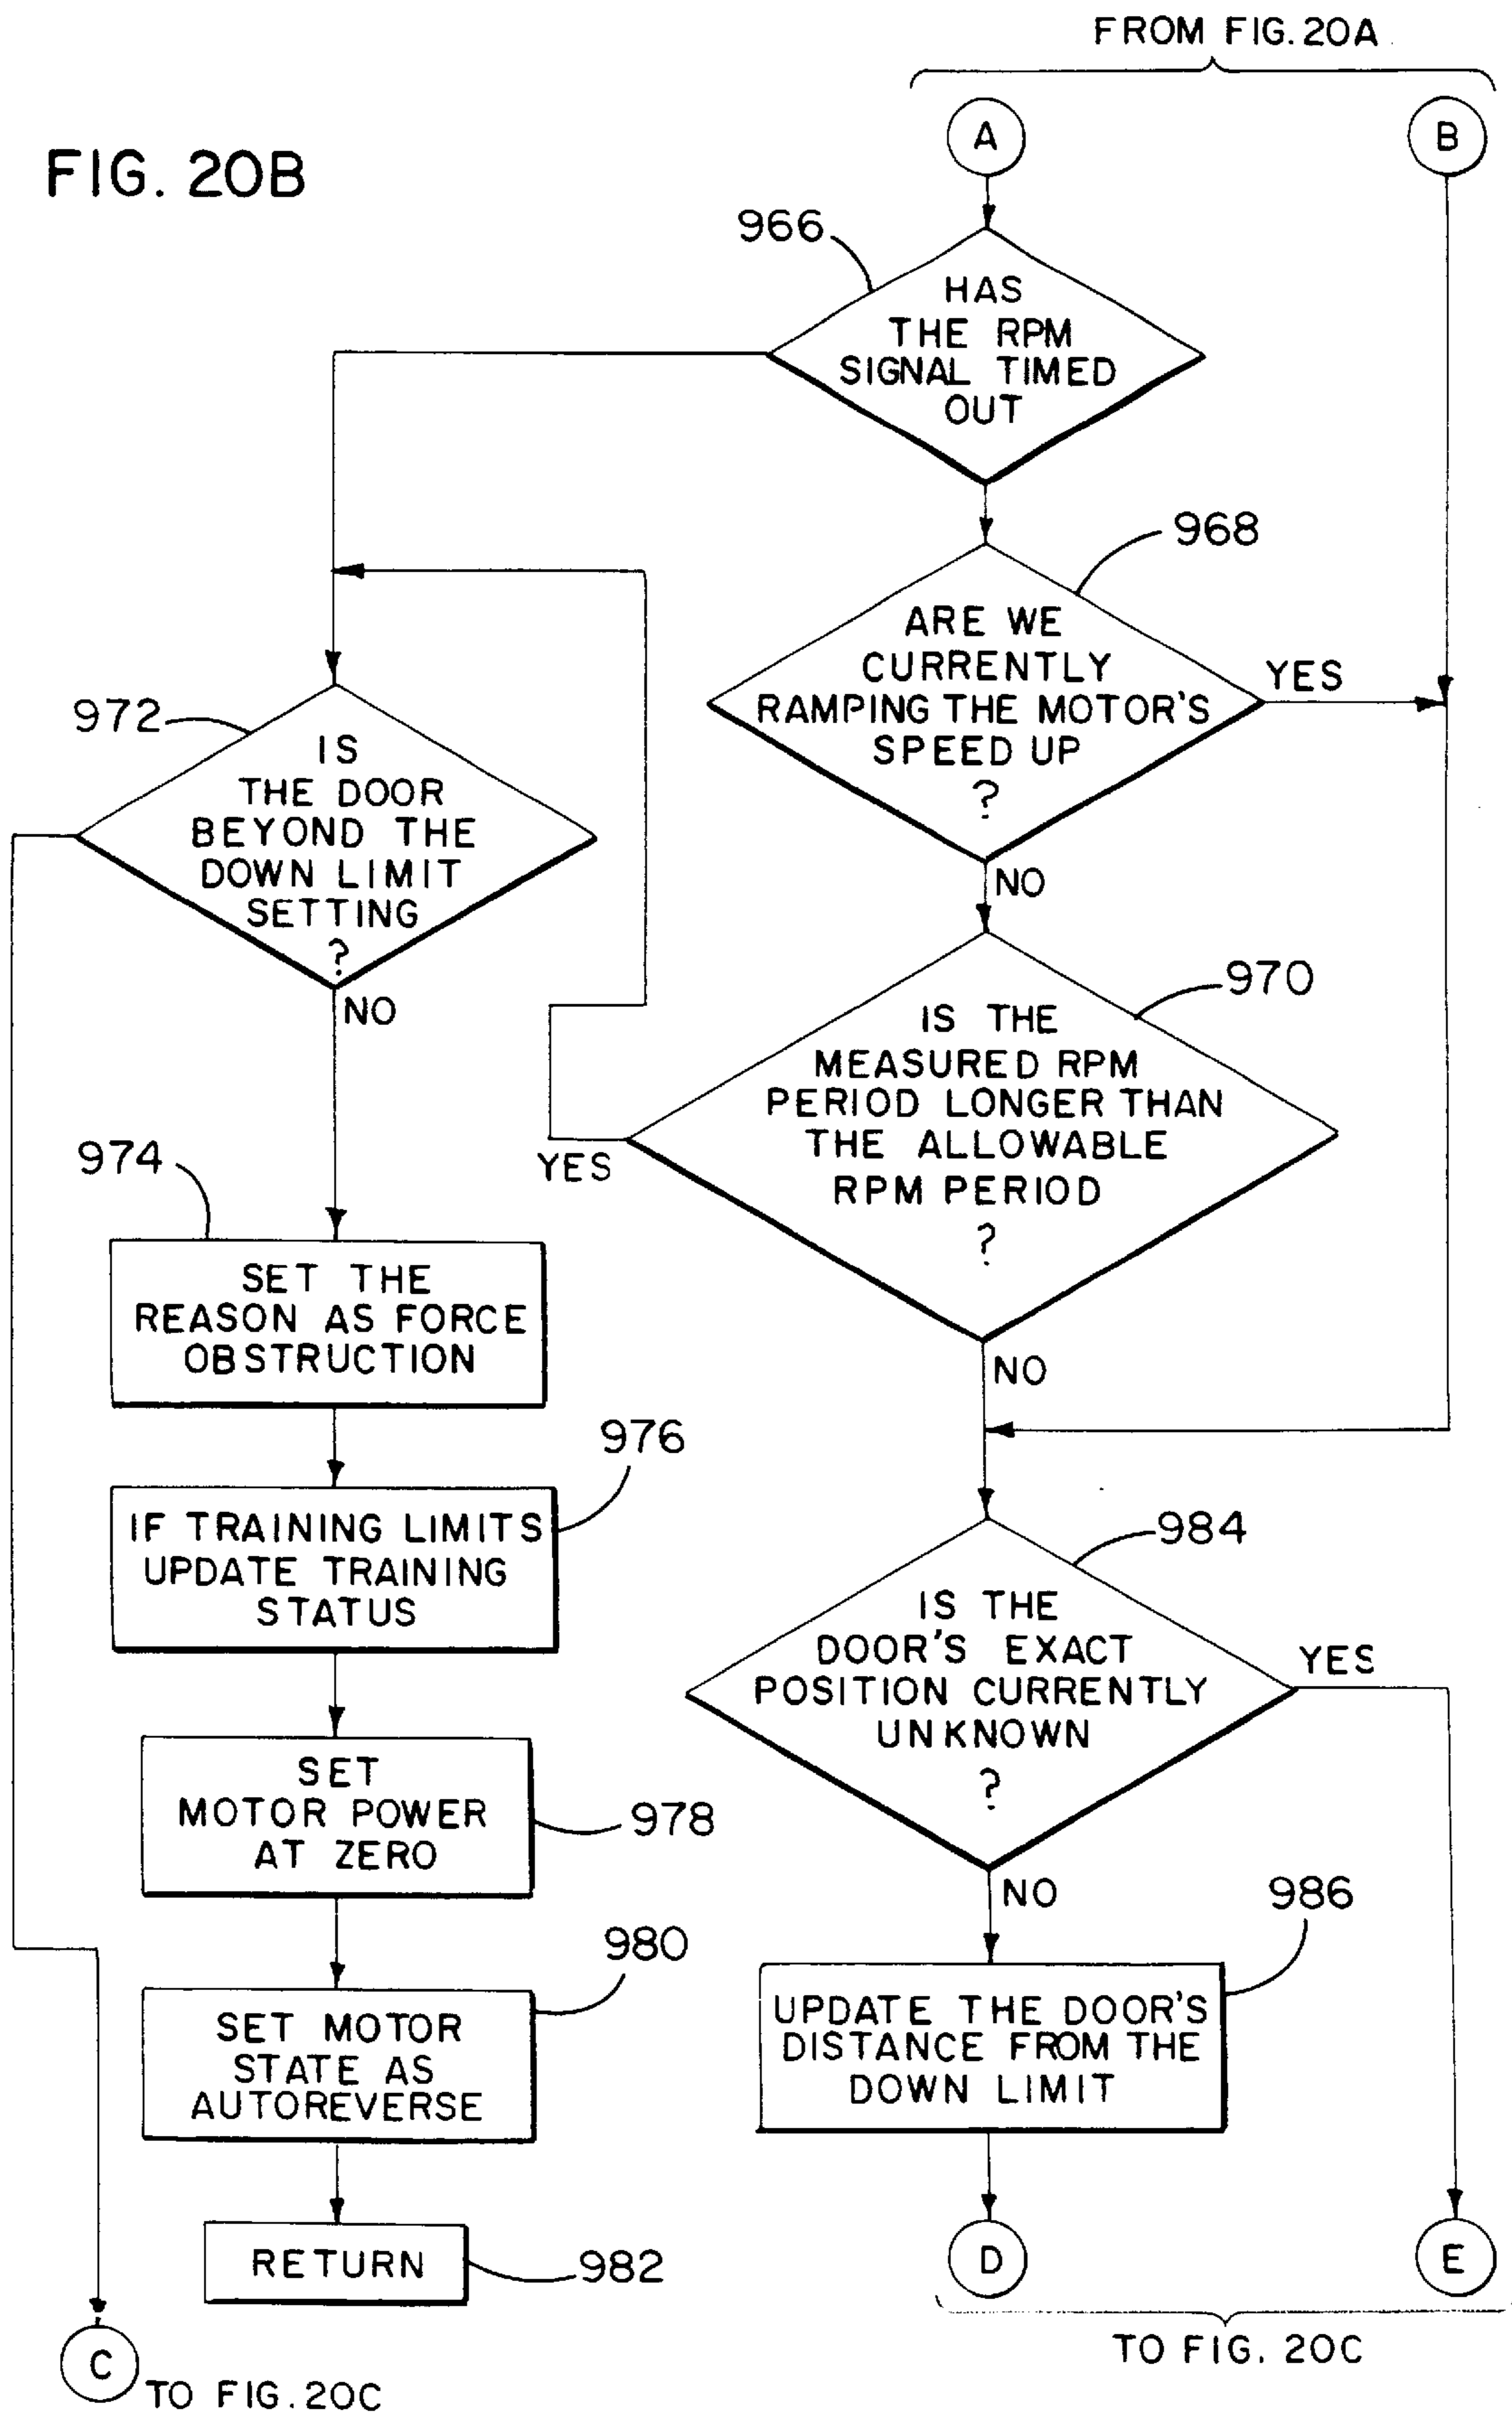 FROM FIG. 20A
A
B
FIG. 20B
966
HAS
THE RPM
SIGNAL TIMED
OUT
968
ARE WE
CURRENTLY
RAMPING THE MOTOR'S
SPEED UP
?
YES
NO
972
IS
THE DOOR
BEYOND THE
DOWN LIMIT
SETTING
?
NO
970
IS THE
MEASURED RPM
PERIOD LONGER THAN
THE ALLOWABLE
RPM PERIOD
?
YES
NO
974
SET THE
REASON AS FORCE
OBSTRUCTION
976
IF TRAINING LIMITS
UPDATE TRAINING
STATUS
984
IS THE
DOOR'S EXACT
POSITION CURRENTLY
UNKNOWN
?
YES
NO
SET
MOTOR POWER
AT ZERO
978
980
SET MOTOR
STATE AS
AUTOREVERSE
986
UPDATE THE DOOR'S
DISTANCE FROM THE
DOWN LIMIT
RETURN
982
D
E
TO FIG. 20C
C
TO FIG. 20C